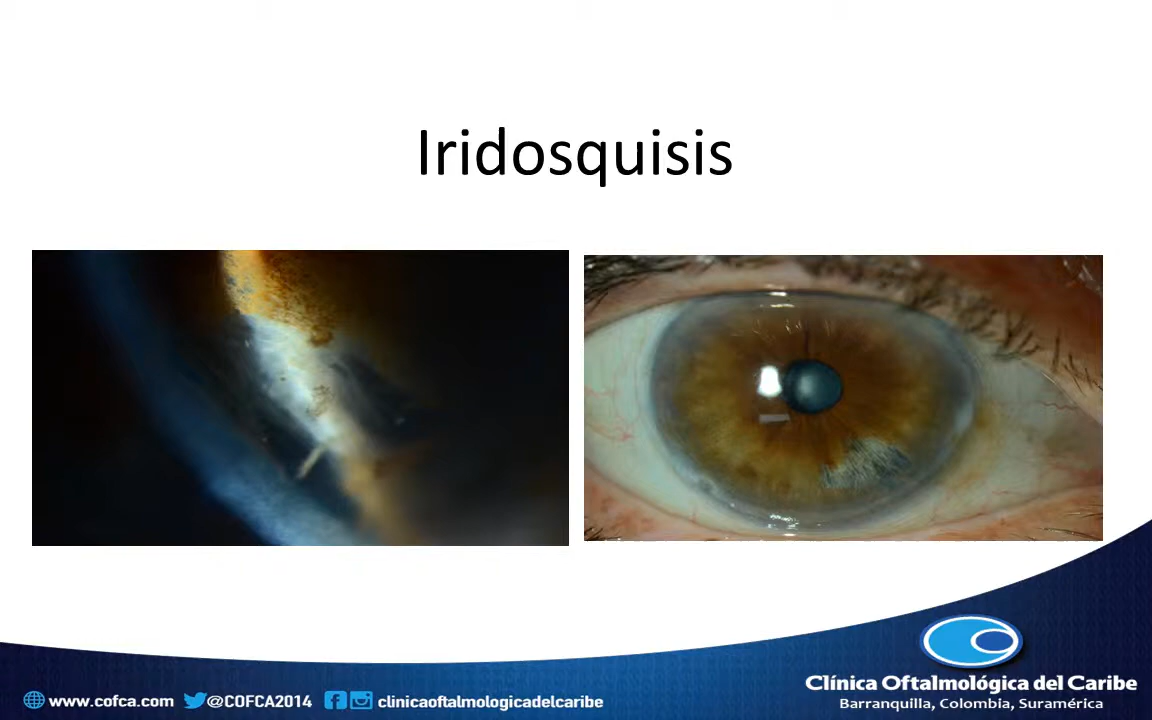 Iridosquisis
Clínica Oftalmológica del Caribe
Barranquilla, Colombia, Suramérica
www.cofca.com @COFCA2014 clinicaoftalmologicadelcaribe